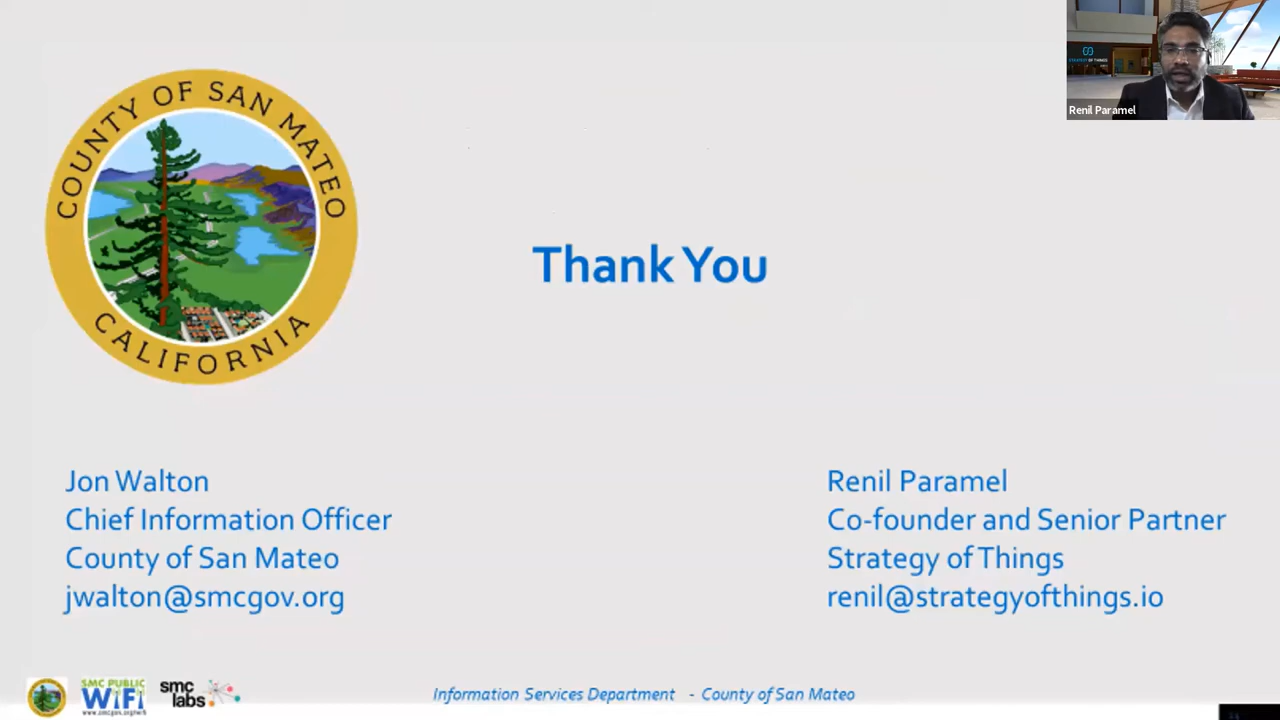 COUNTY OF SAN MATEO
CALIFORNIA
Renil Paramel
Thank You
Jon Walton
Chief Information Officer
County of San Mateo
jwalton@smcgov.org
Renil Paramel
Co-founder and Senior Partner
Strategy of Things
renil@strategyofthings.io
SMC PUBLIC
WiFi
smc
labs
Information Services Department - County of San Mateo